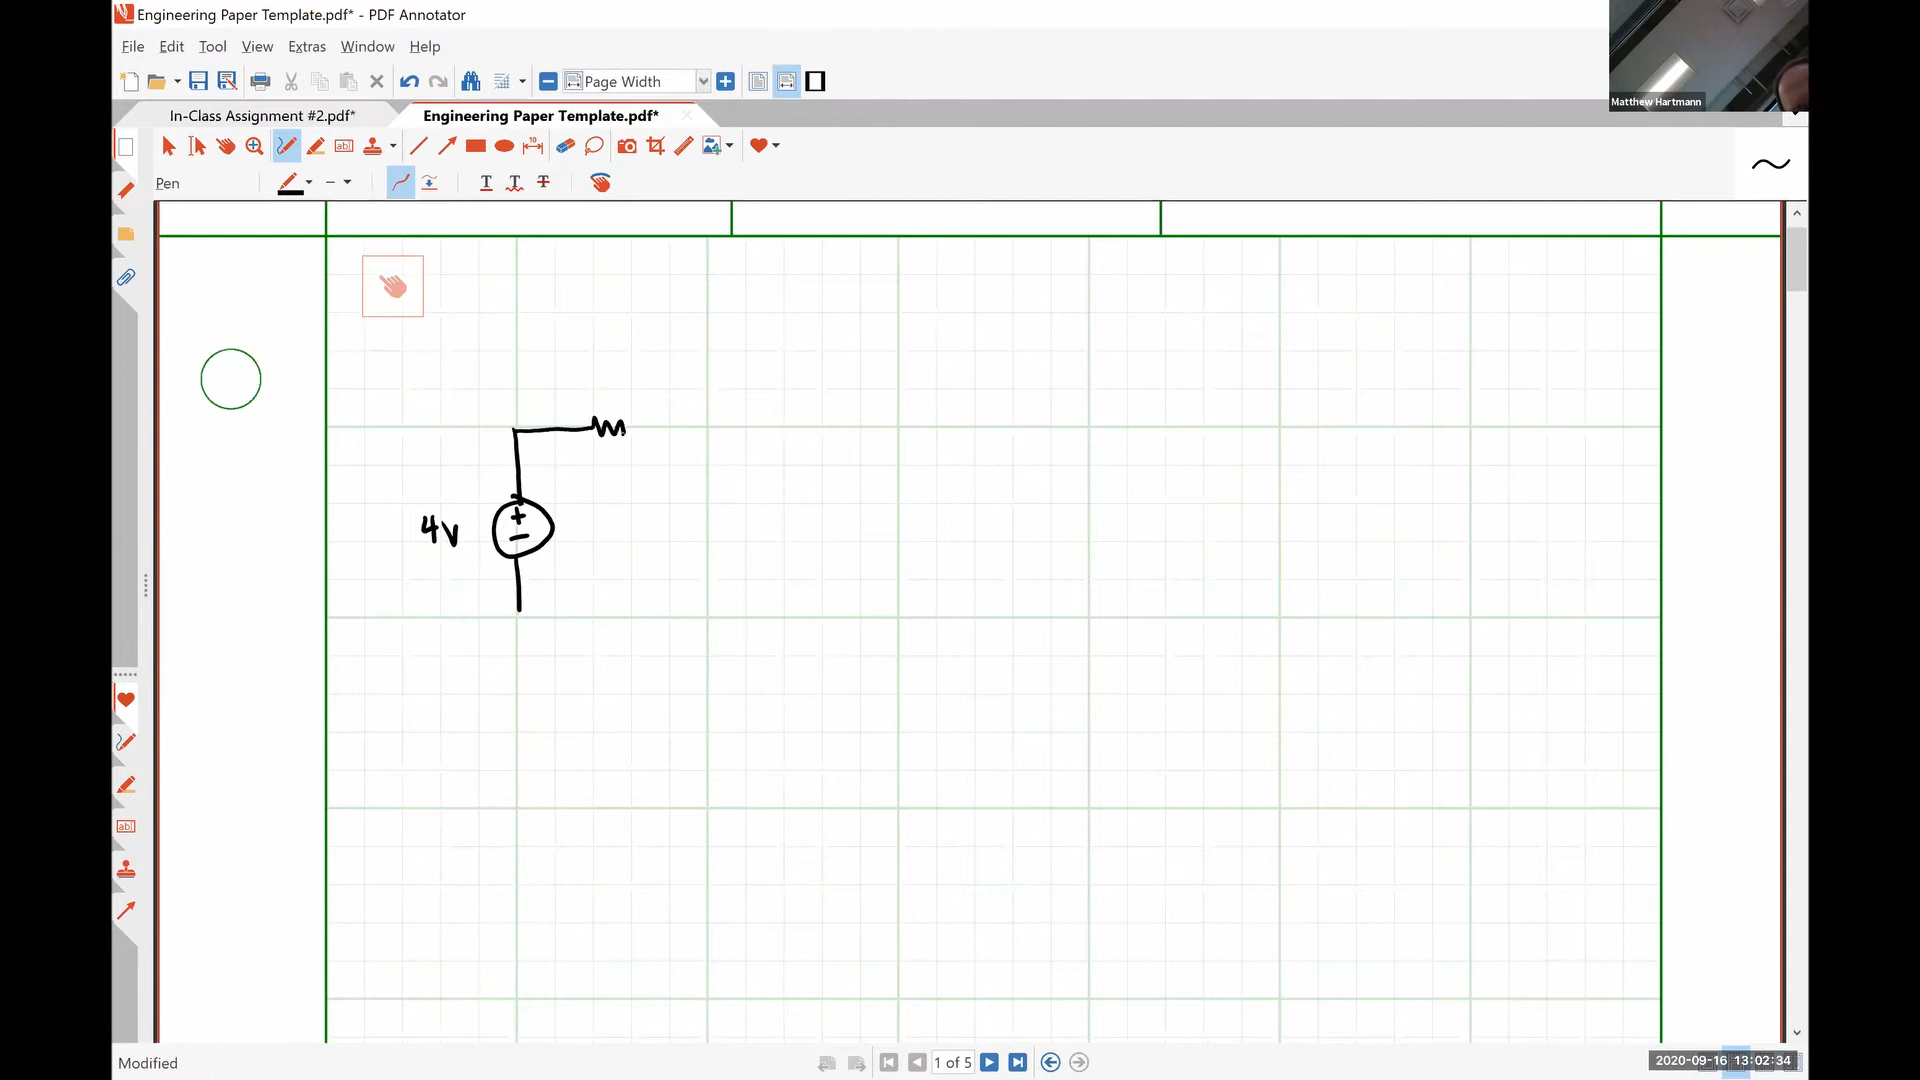 Engineering Paper Template.pdf* - PDF Annotator
File Edit Tool View Extras Window Help
Page Width
Matthew Hartmann
In-Class Assignment #2.pdf* Engineering Paper Template.pdf*
Pen
4V
+
−
Modified
1 of 5
2020-09-16 13:02:34